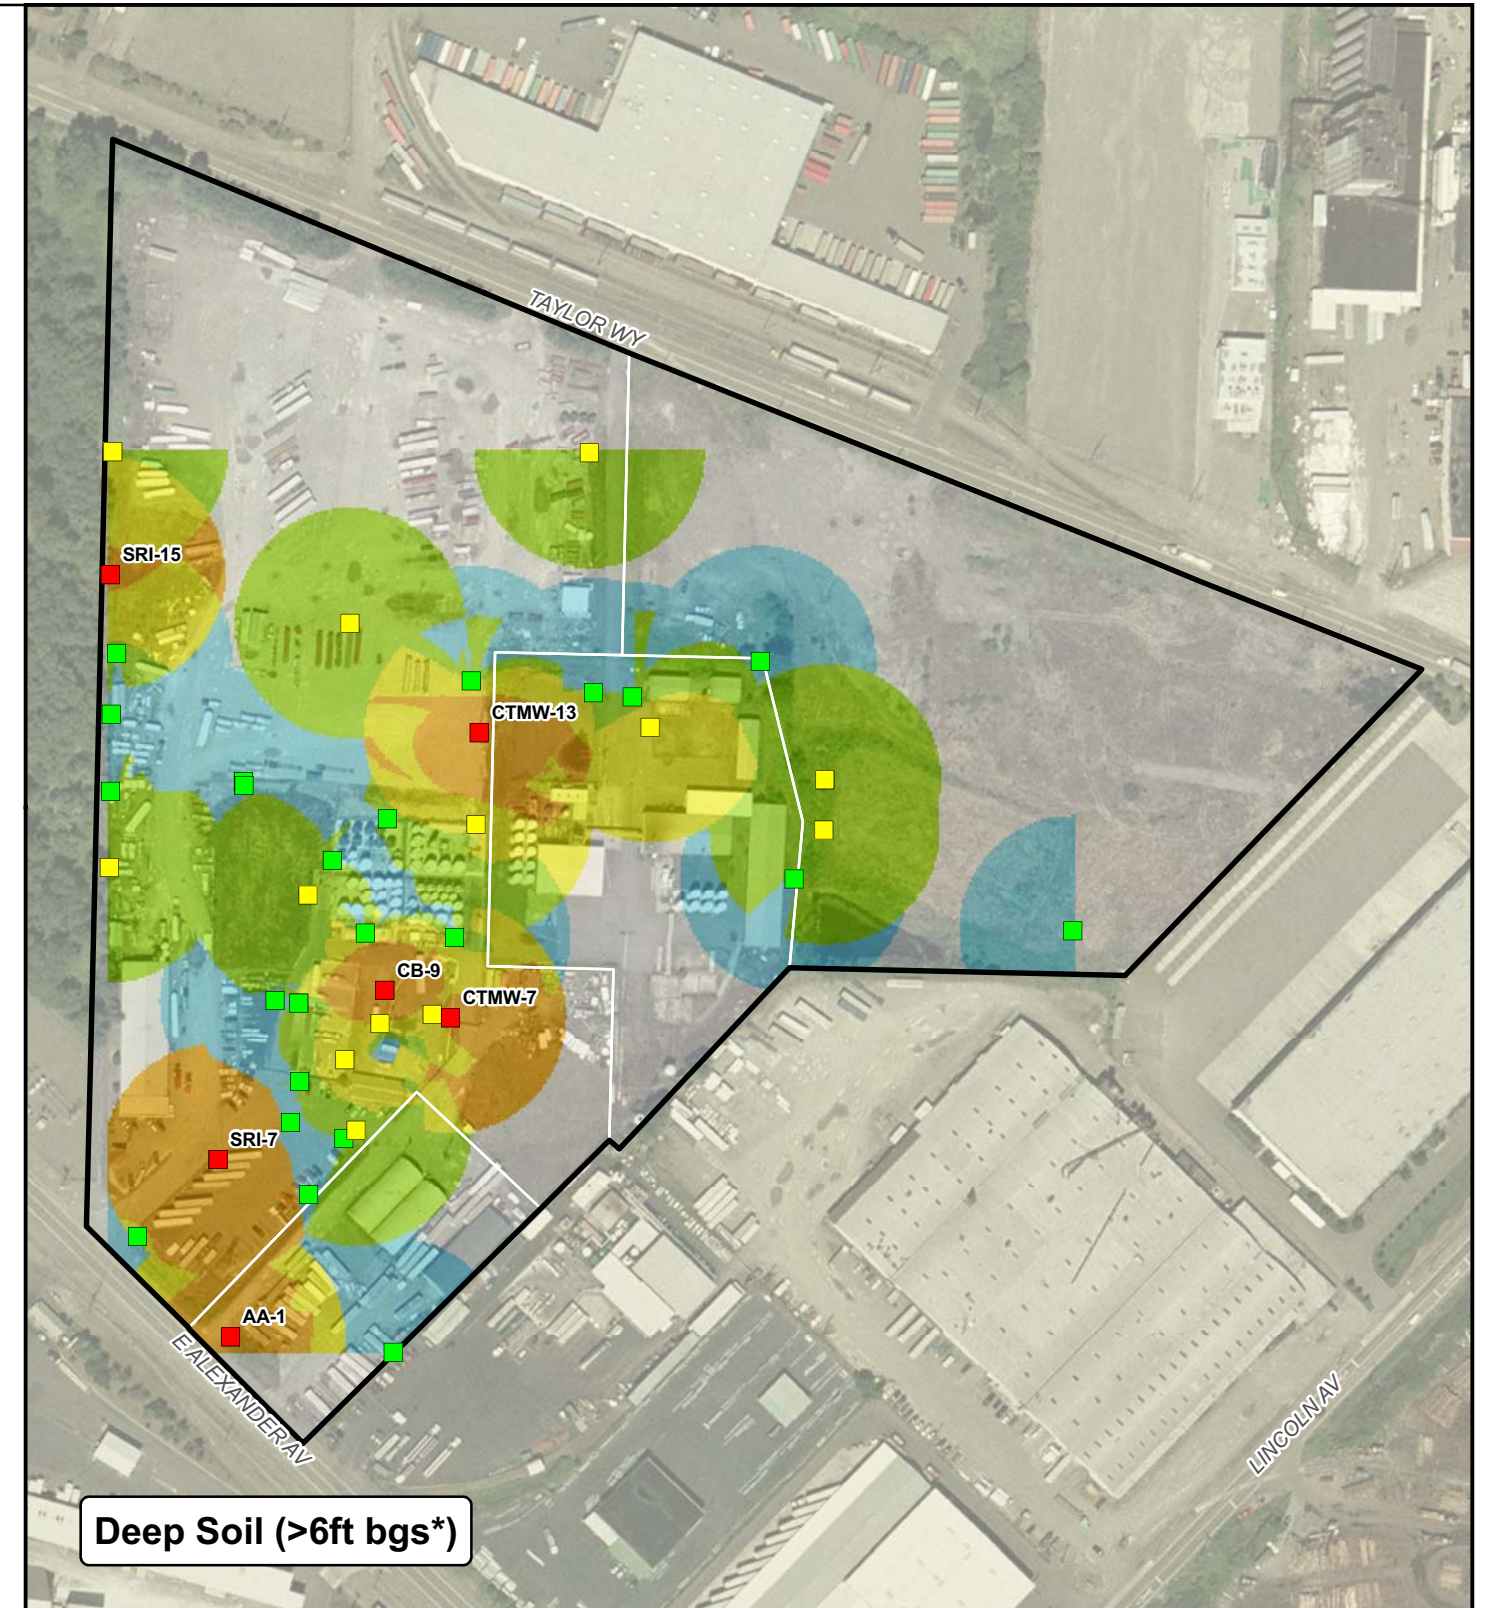 TAYLOR WY
SRI-15
CTMW-13
CB-9
CTMW-7
SRI-7
AA-1
E ALEXANDER AV
LINCOLN AV
Deep Soil (>6ft bgs*)